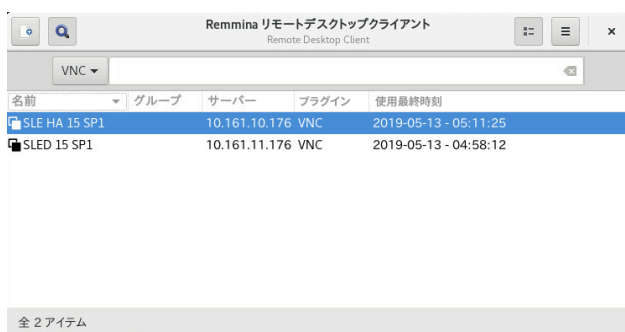 Remmina リモートデスクトップクライアント
Remote Desktop Client
VNC
名前 グループ サーバー プラグイン 使用最終時刻
SLE HA 15 SP1 10.161.10.176 VNC 2019-05-13 - 05:11:25
SLED 15 SP1 10.161.11.176 VNC 2019-05-13 - 04:58:12
全 2 アイテム